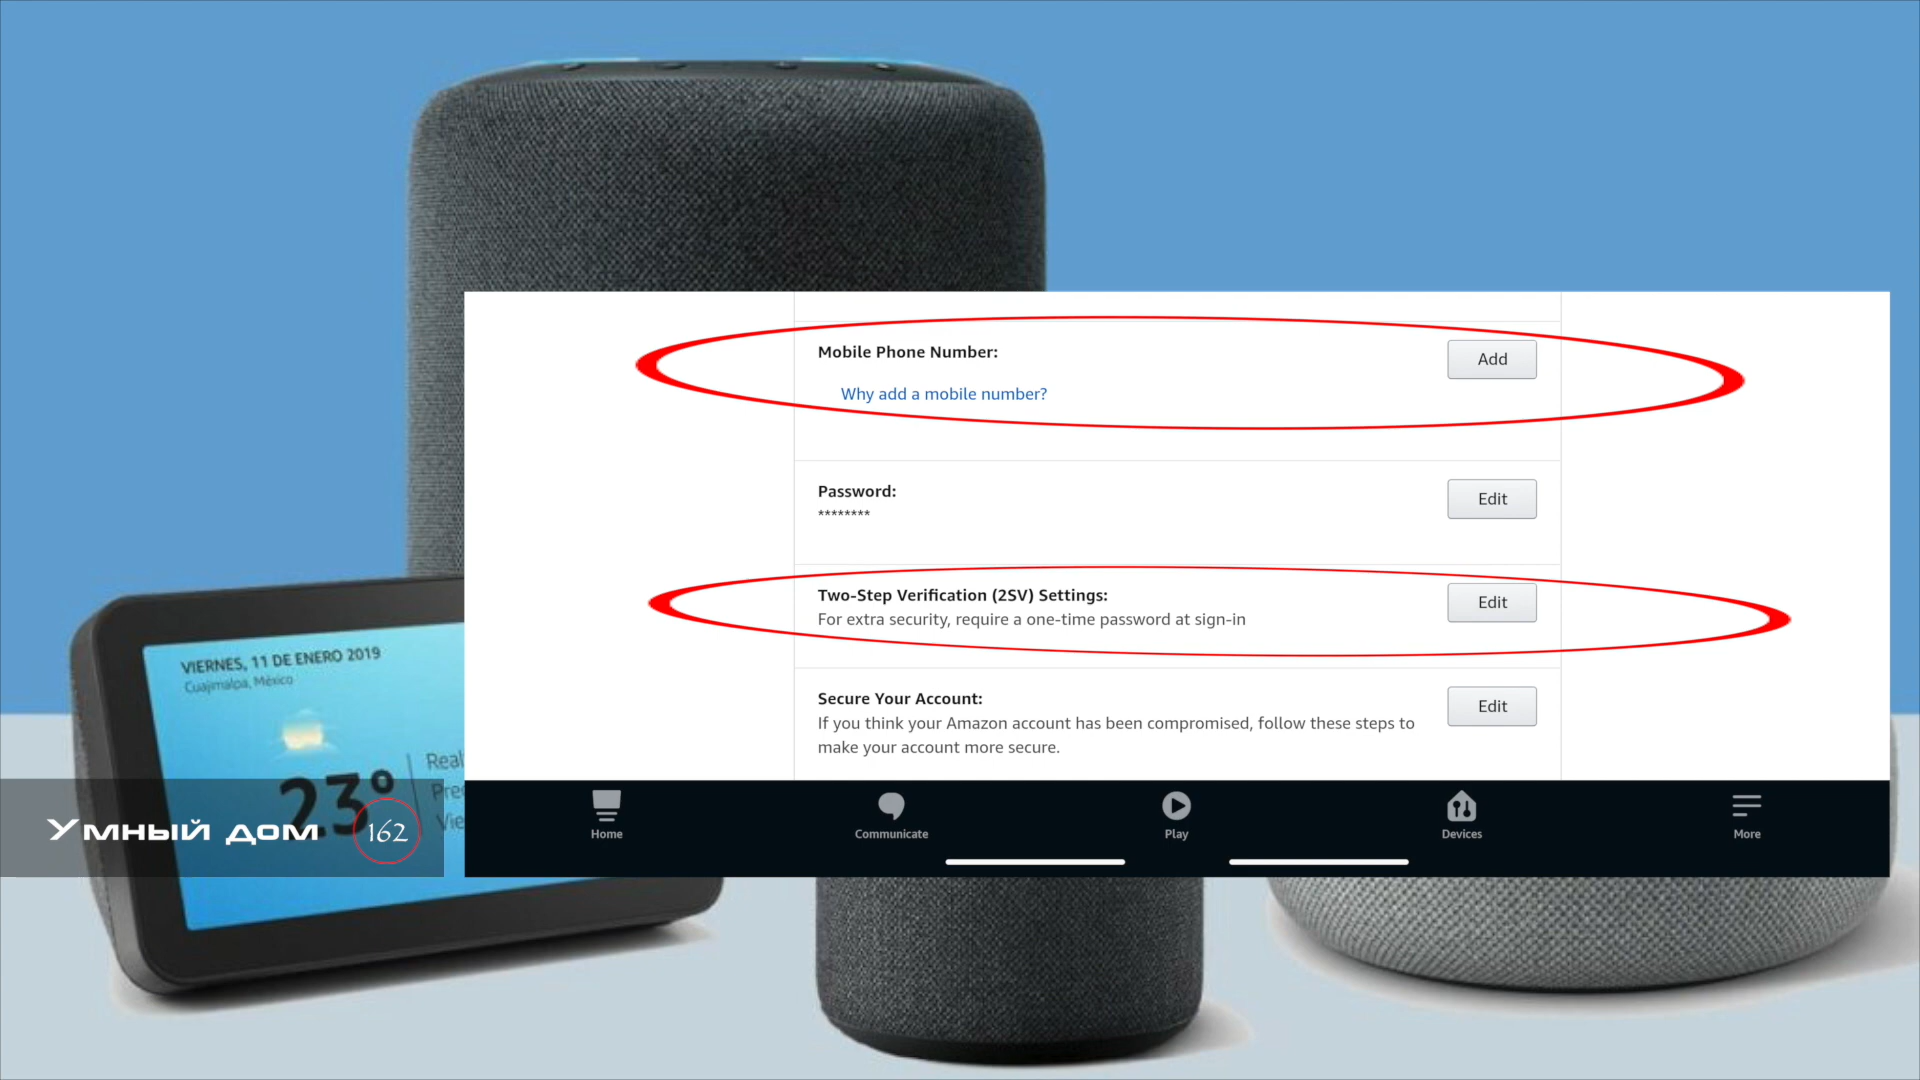 Mobile Phone Number:
Add
Why add a mobile number?
Password:
********
Edit
Two-Step Verification (2SV) Settings:
For extra security, require a one-time password at sign-in
Edit
Secure Your Account:
If you think your Amazon account has been compromised, follow these steps to
make your account more secure.
Edit
Home
Communicate
Play
Devices
More
VIERNES, 11 DE ENERO 2019
Cuajimalpa, México
23°
Умный дом
162